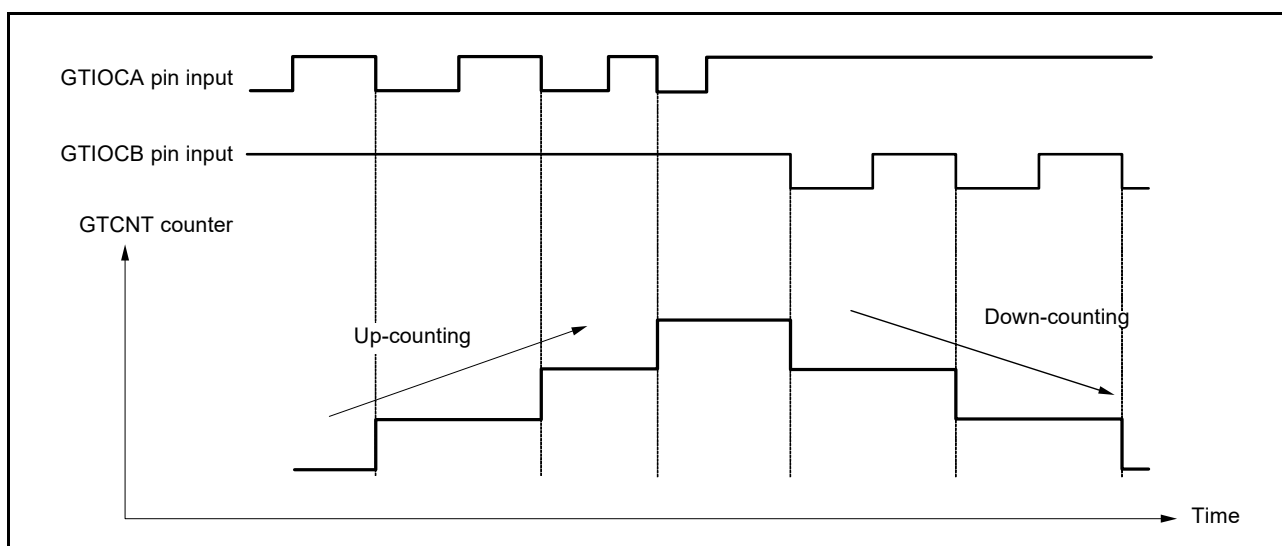 GTIOCA pin input
GTIOCB pin input
GTCNT counter
Up-counting
Down-counting
Time